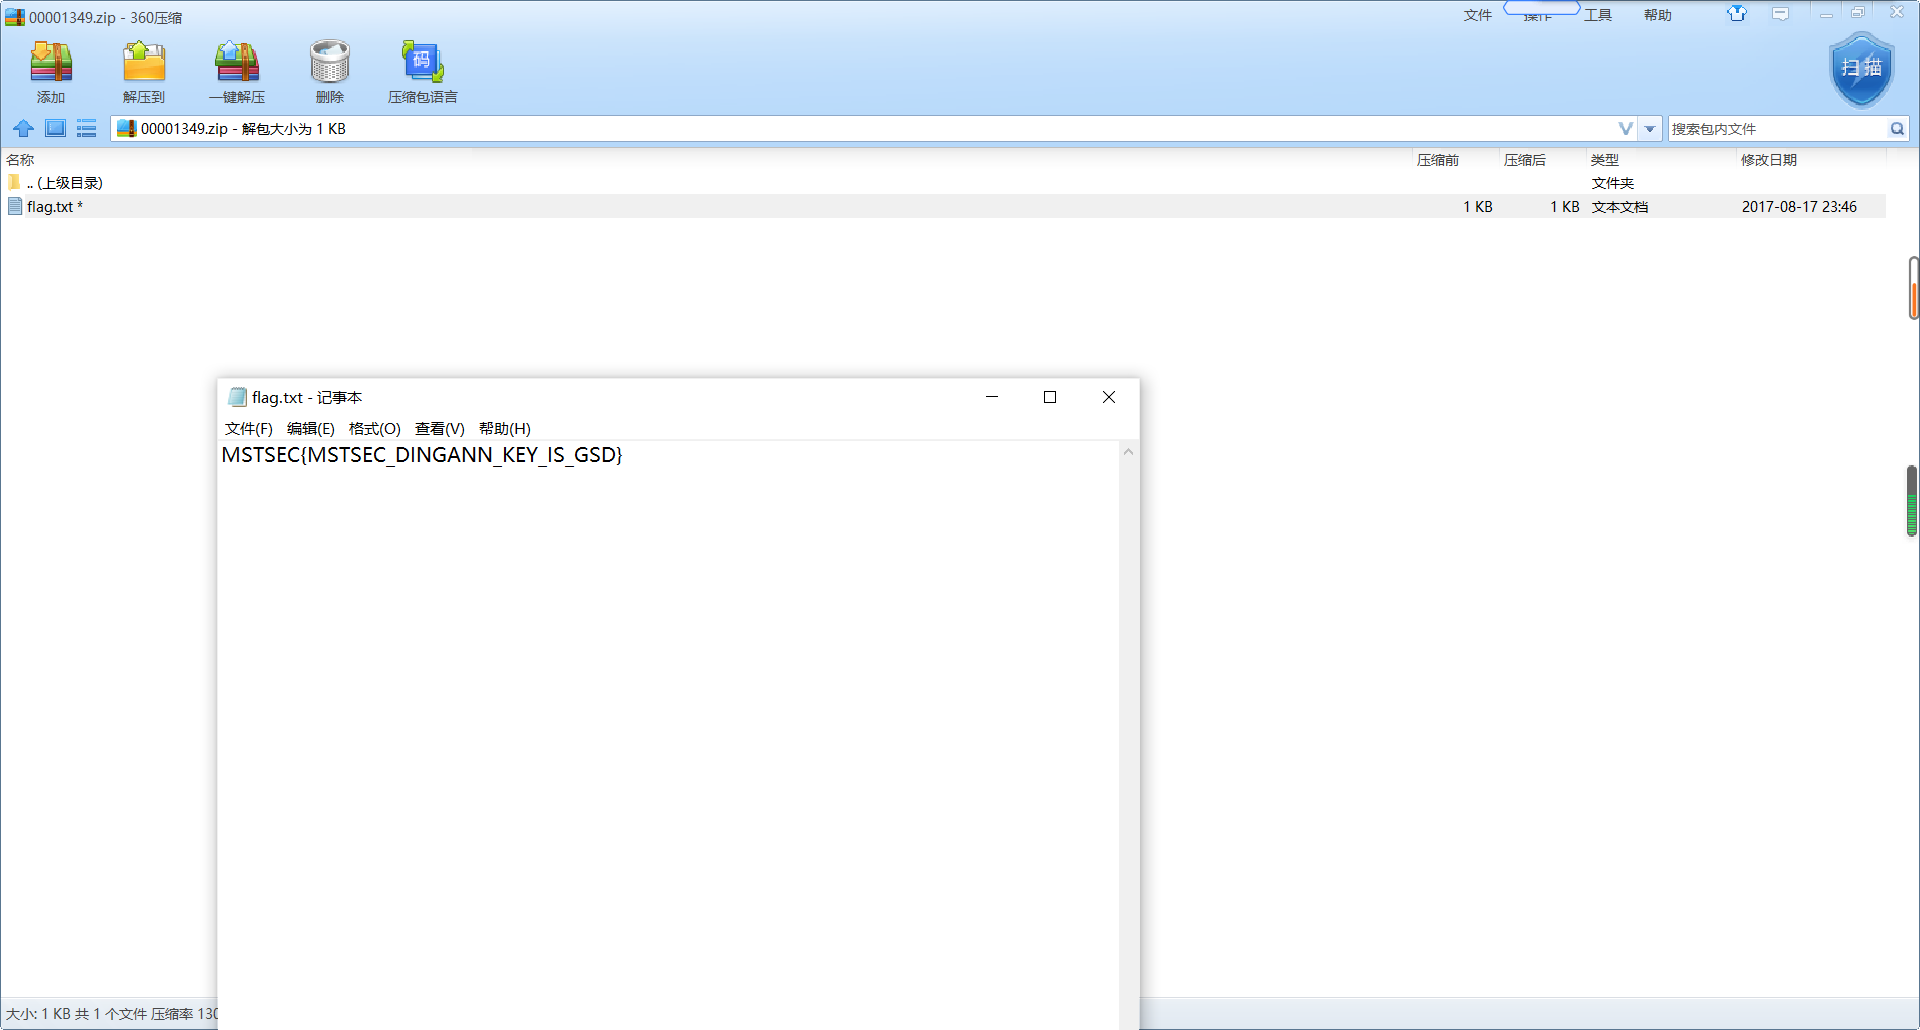 00001349.zip - 360压缩
文件 操作 工具 帮助
添加 解压到 一键解压 删除 压缩包语言
码
扫描
00001349.zip - 解包大小为 1 KB
搜索包内文件
名称 压缩前 压缩后 类型 修改日期
.. (上级目录) 文件夹
flag.txt * 1 KB 1 KB 文本文档 2017-08-17 23:46
flag.txt - 记事本
文件(F) 编辑(E) 格式(O) 查看(V) 帮助(H)
MSTSEC{MSTSEC_DINGANN_KEY_IS_GSD}
大小: 1 KB 共 1 个文件 压缩率 130